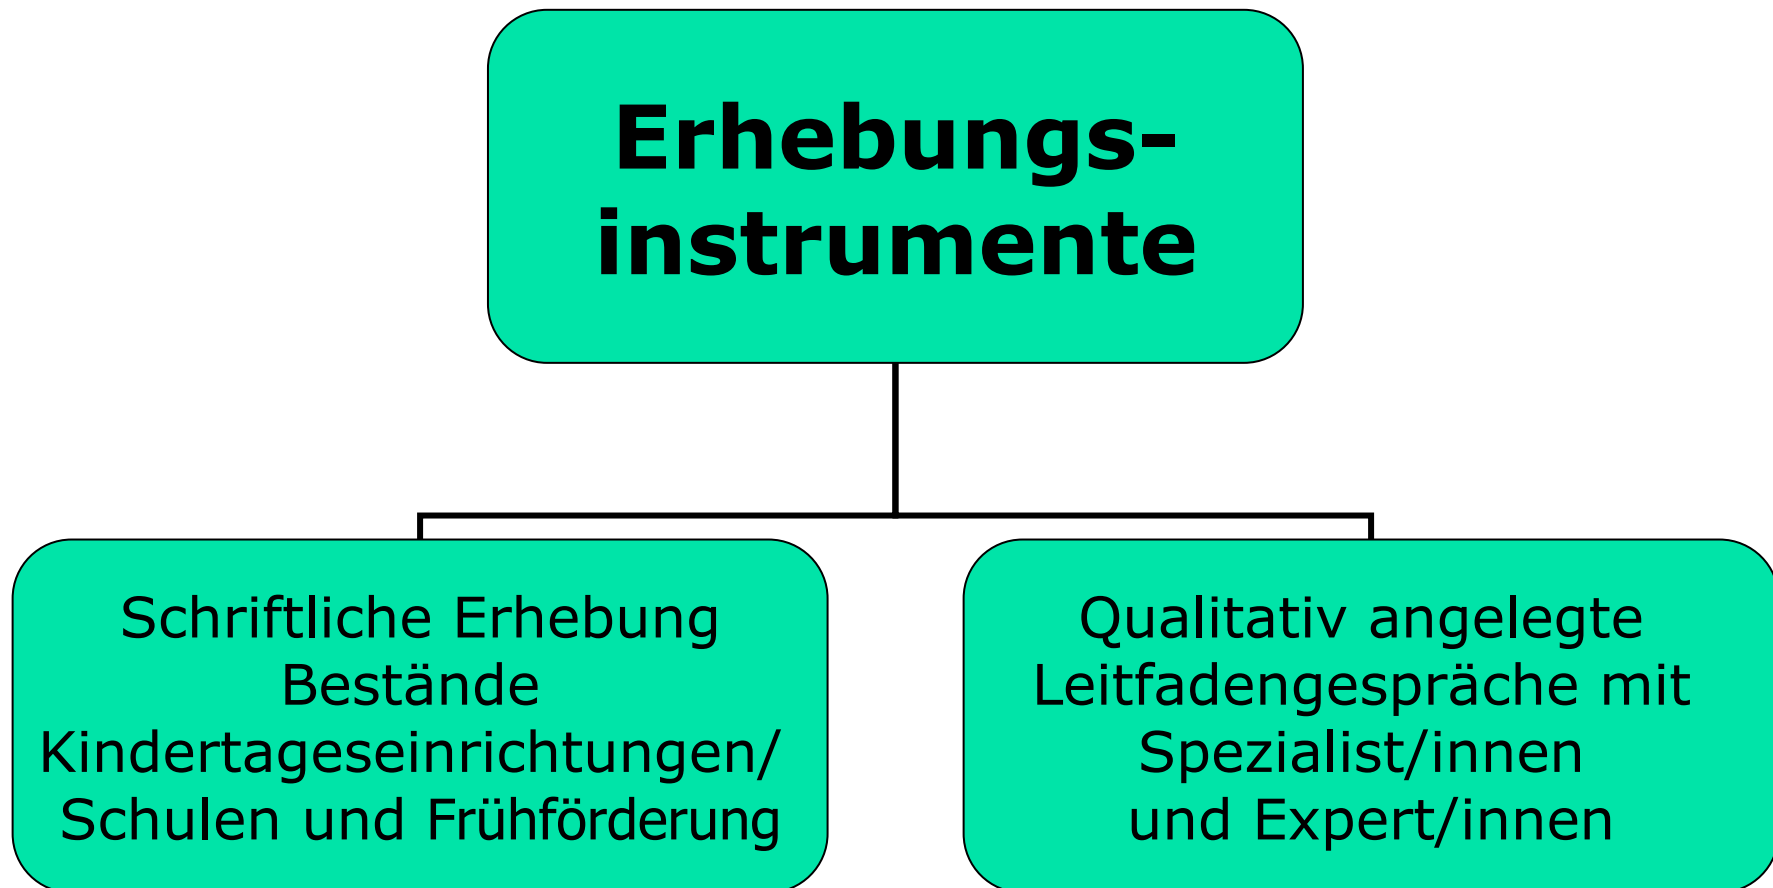 Erhebungs-
instrumente
Schriftliche Erhebung
Bestände
Kindertageseinrichtungen/
Schulen und Frühförderung
Qualitativ angelegte
Leitfadengespräche mit
Spezialist/innen
und Expert/innen